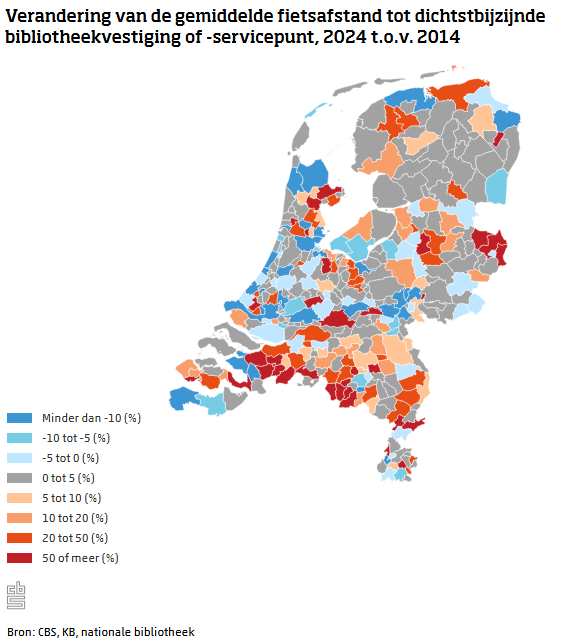 Verandering van de gemiddelde fietsafstand tot dichtstbijzijnde
bibliotheekvestiging of -servicepunt, 2024 t.o.v. 2014
Minder dan -10 (%)
-10 tot -5 (%)
-5 tot 0 (%)
0 tot 5 (%)
5 tot 10 (%)
10 tot 20 (%)
20 tot 50 (%)
50 of meer (%)
cbs
Bron: CBS, KB, nationale bibliotheek